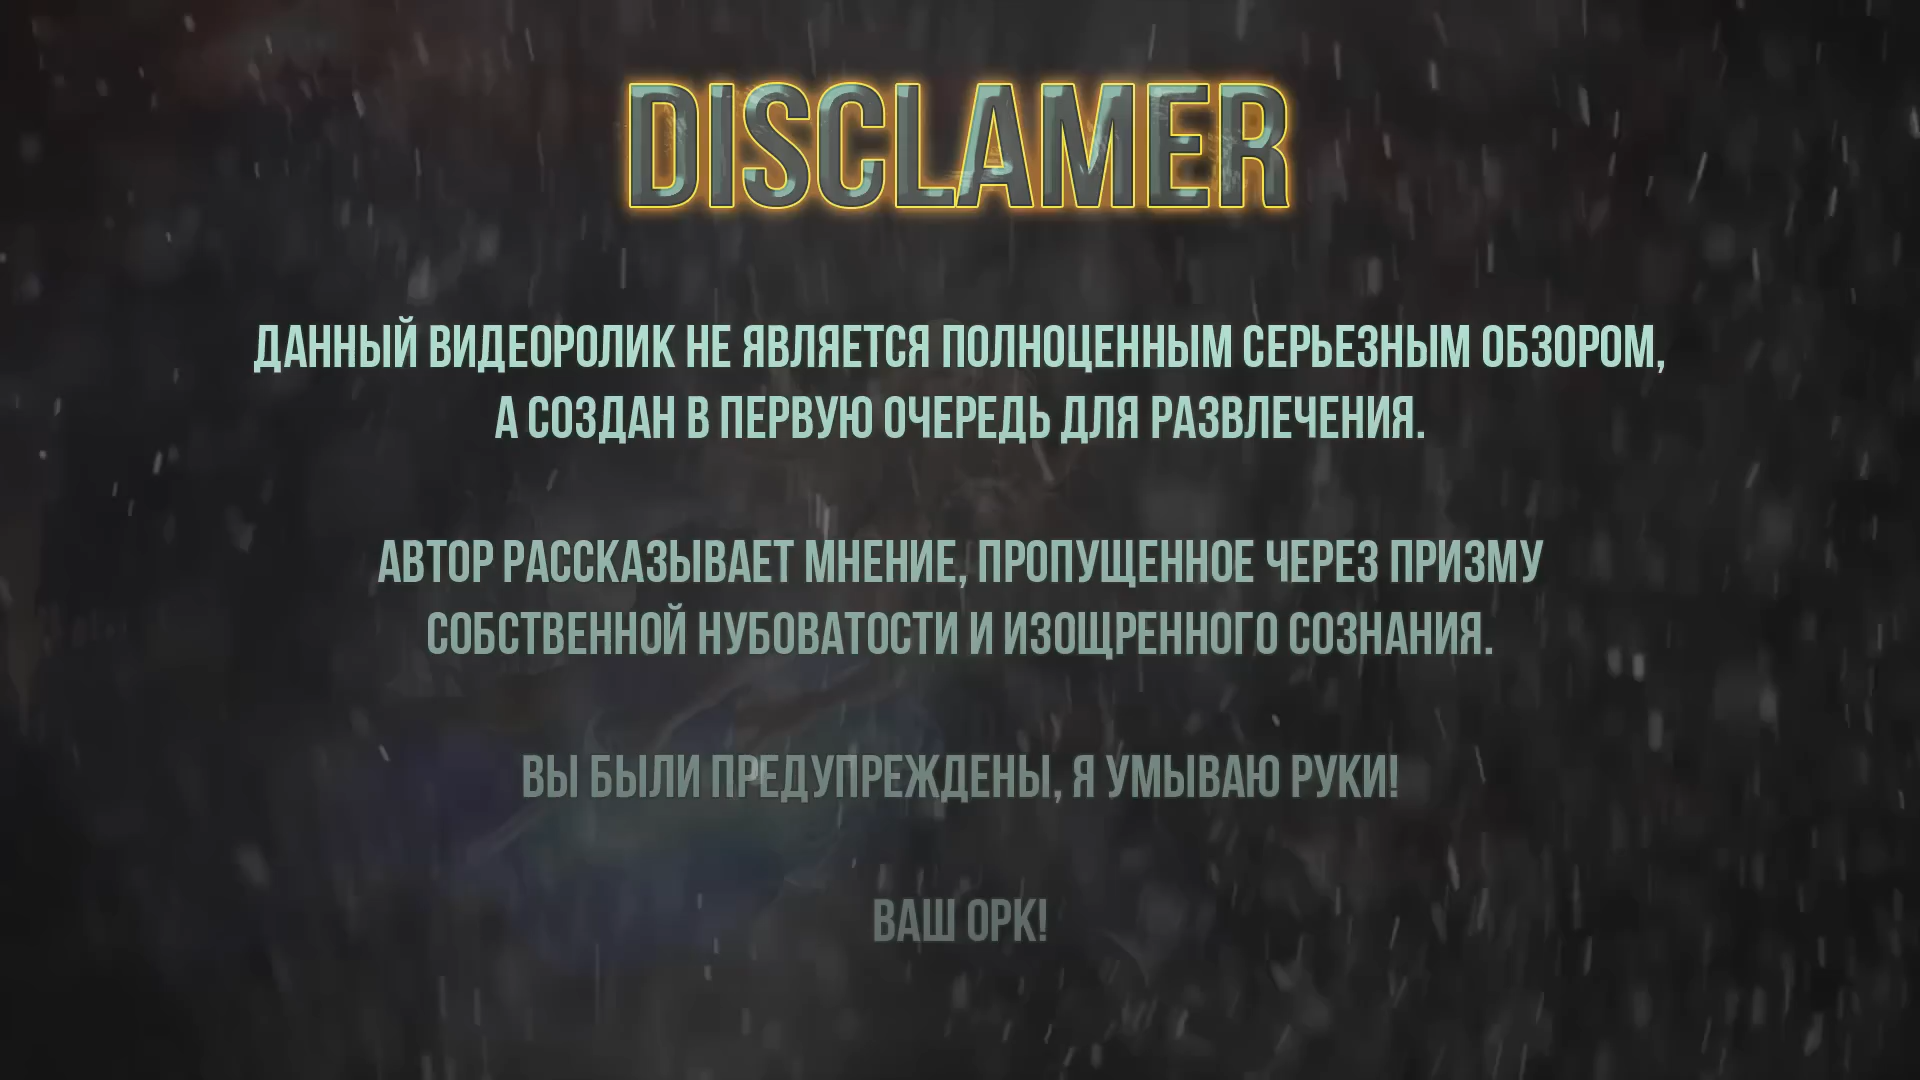 DISCLAMER
ДАННЫЙ ВИДЕОРОЛИК НЕ ЯВЛЯЕТСЯ ПОЛНОЦЕННЫМ СЕРЬЕЗНЫМ ОБЗОРОМ,
А СОЗДАН В ПЕРВУЮ ОЧЕРЕДЬ ДЛЯ РАЗВЛЕЧЕНИЯ.
АВТОР РАССКАЗЫВАЕТ МНЕНИЕ, ПРОПУЩЕННОЕ ЧЕРЕЗ ПРИЗМУ
СОБСТВЕННОЙ НУБОВАТОСТИ И ИЗОЩРЕННОГО СОЗНАНИЯ.
ВЫ БЫЛИ ПРЕДУПРЕЖДЕНЫ, Я УМЫВАЮ РУКИ!
ВАШ ОРК!